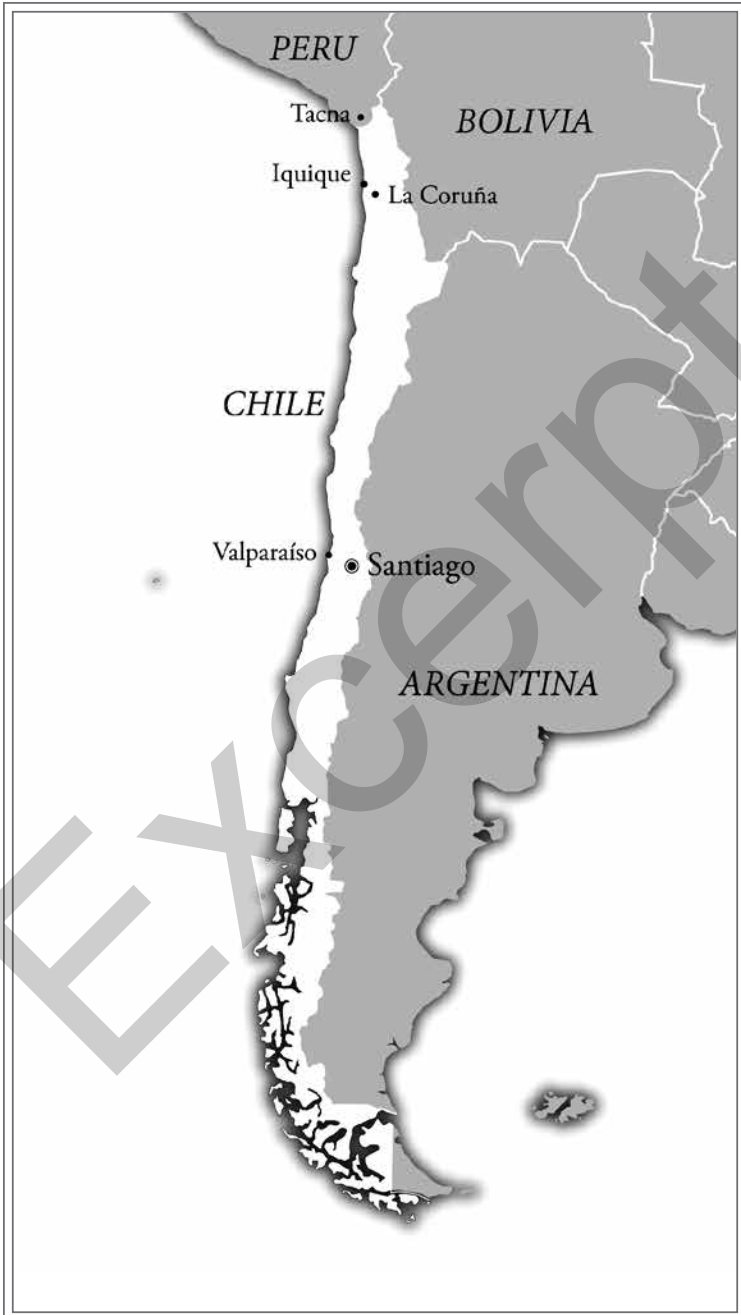 PERU
Tacna
BOLIVIA
Iquique
La Coruña
CHILE
Valparaíso
Santiago
ARGENTINA
Excerpt